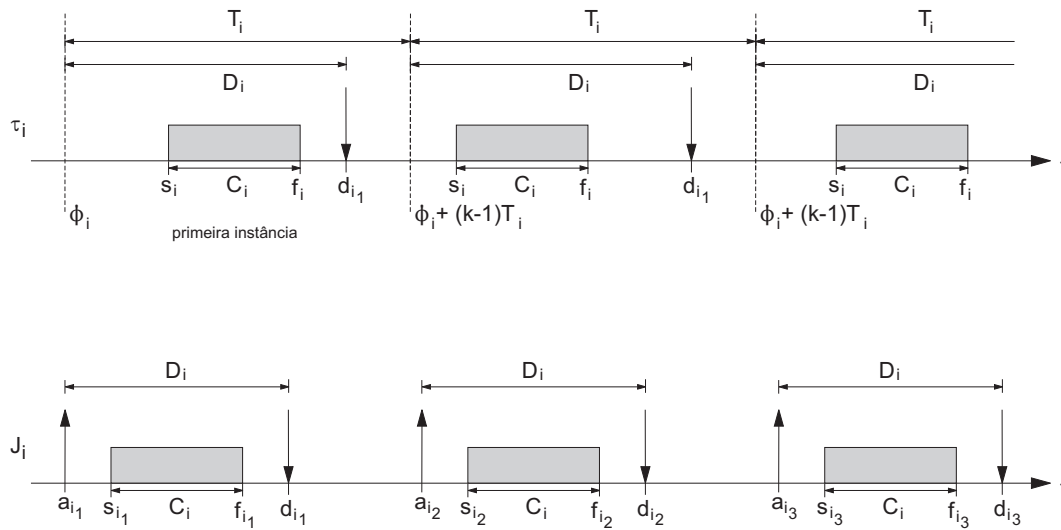 T i T i T i
D i D i D i
τ i
s i C i f i d i 1 s i C i f i d i 1 s i C i f i
ϕ i ϕ i + (k-1)T i ϕ i + (k-1)T i
primeira instância
D i D i D i
J i
a i 1 s i 1 C i f i 1 d i 1 a i 2 s i 2 C i f i 2 d i 2 a i 3 s i 3 C i f i 3 d i 3